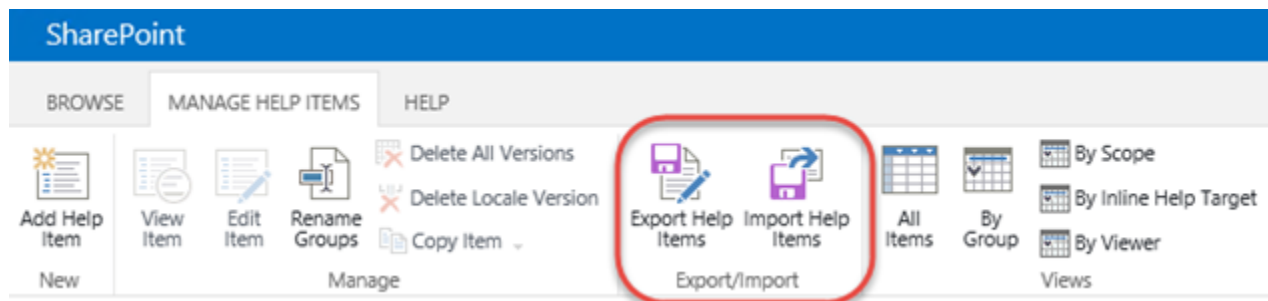 SharePoint
BROWSE MANAGE HELP ITEMS HELP
Add Help
Item
New
View
Item
Edit
Item
Rename
Groups
Delete All Versions
Delete Locale Version
Copy Item
Manage
Export Help
Items
Import Help
Items
Export/Import
All
Items
By
Group
By Scope
By Inline Help Target
By Viewer
Views